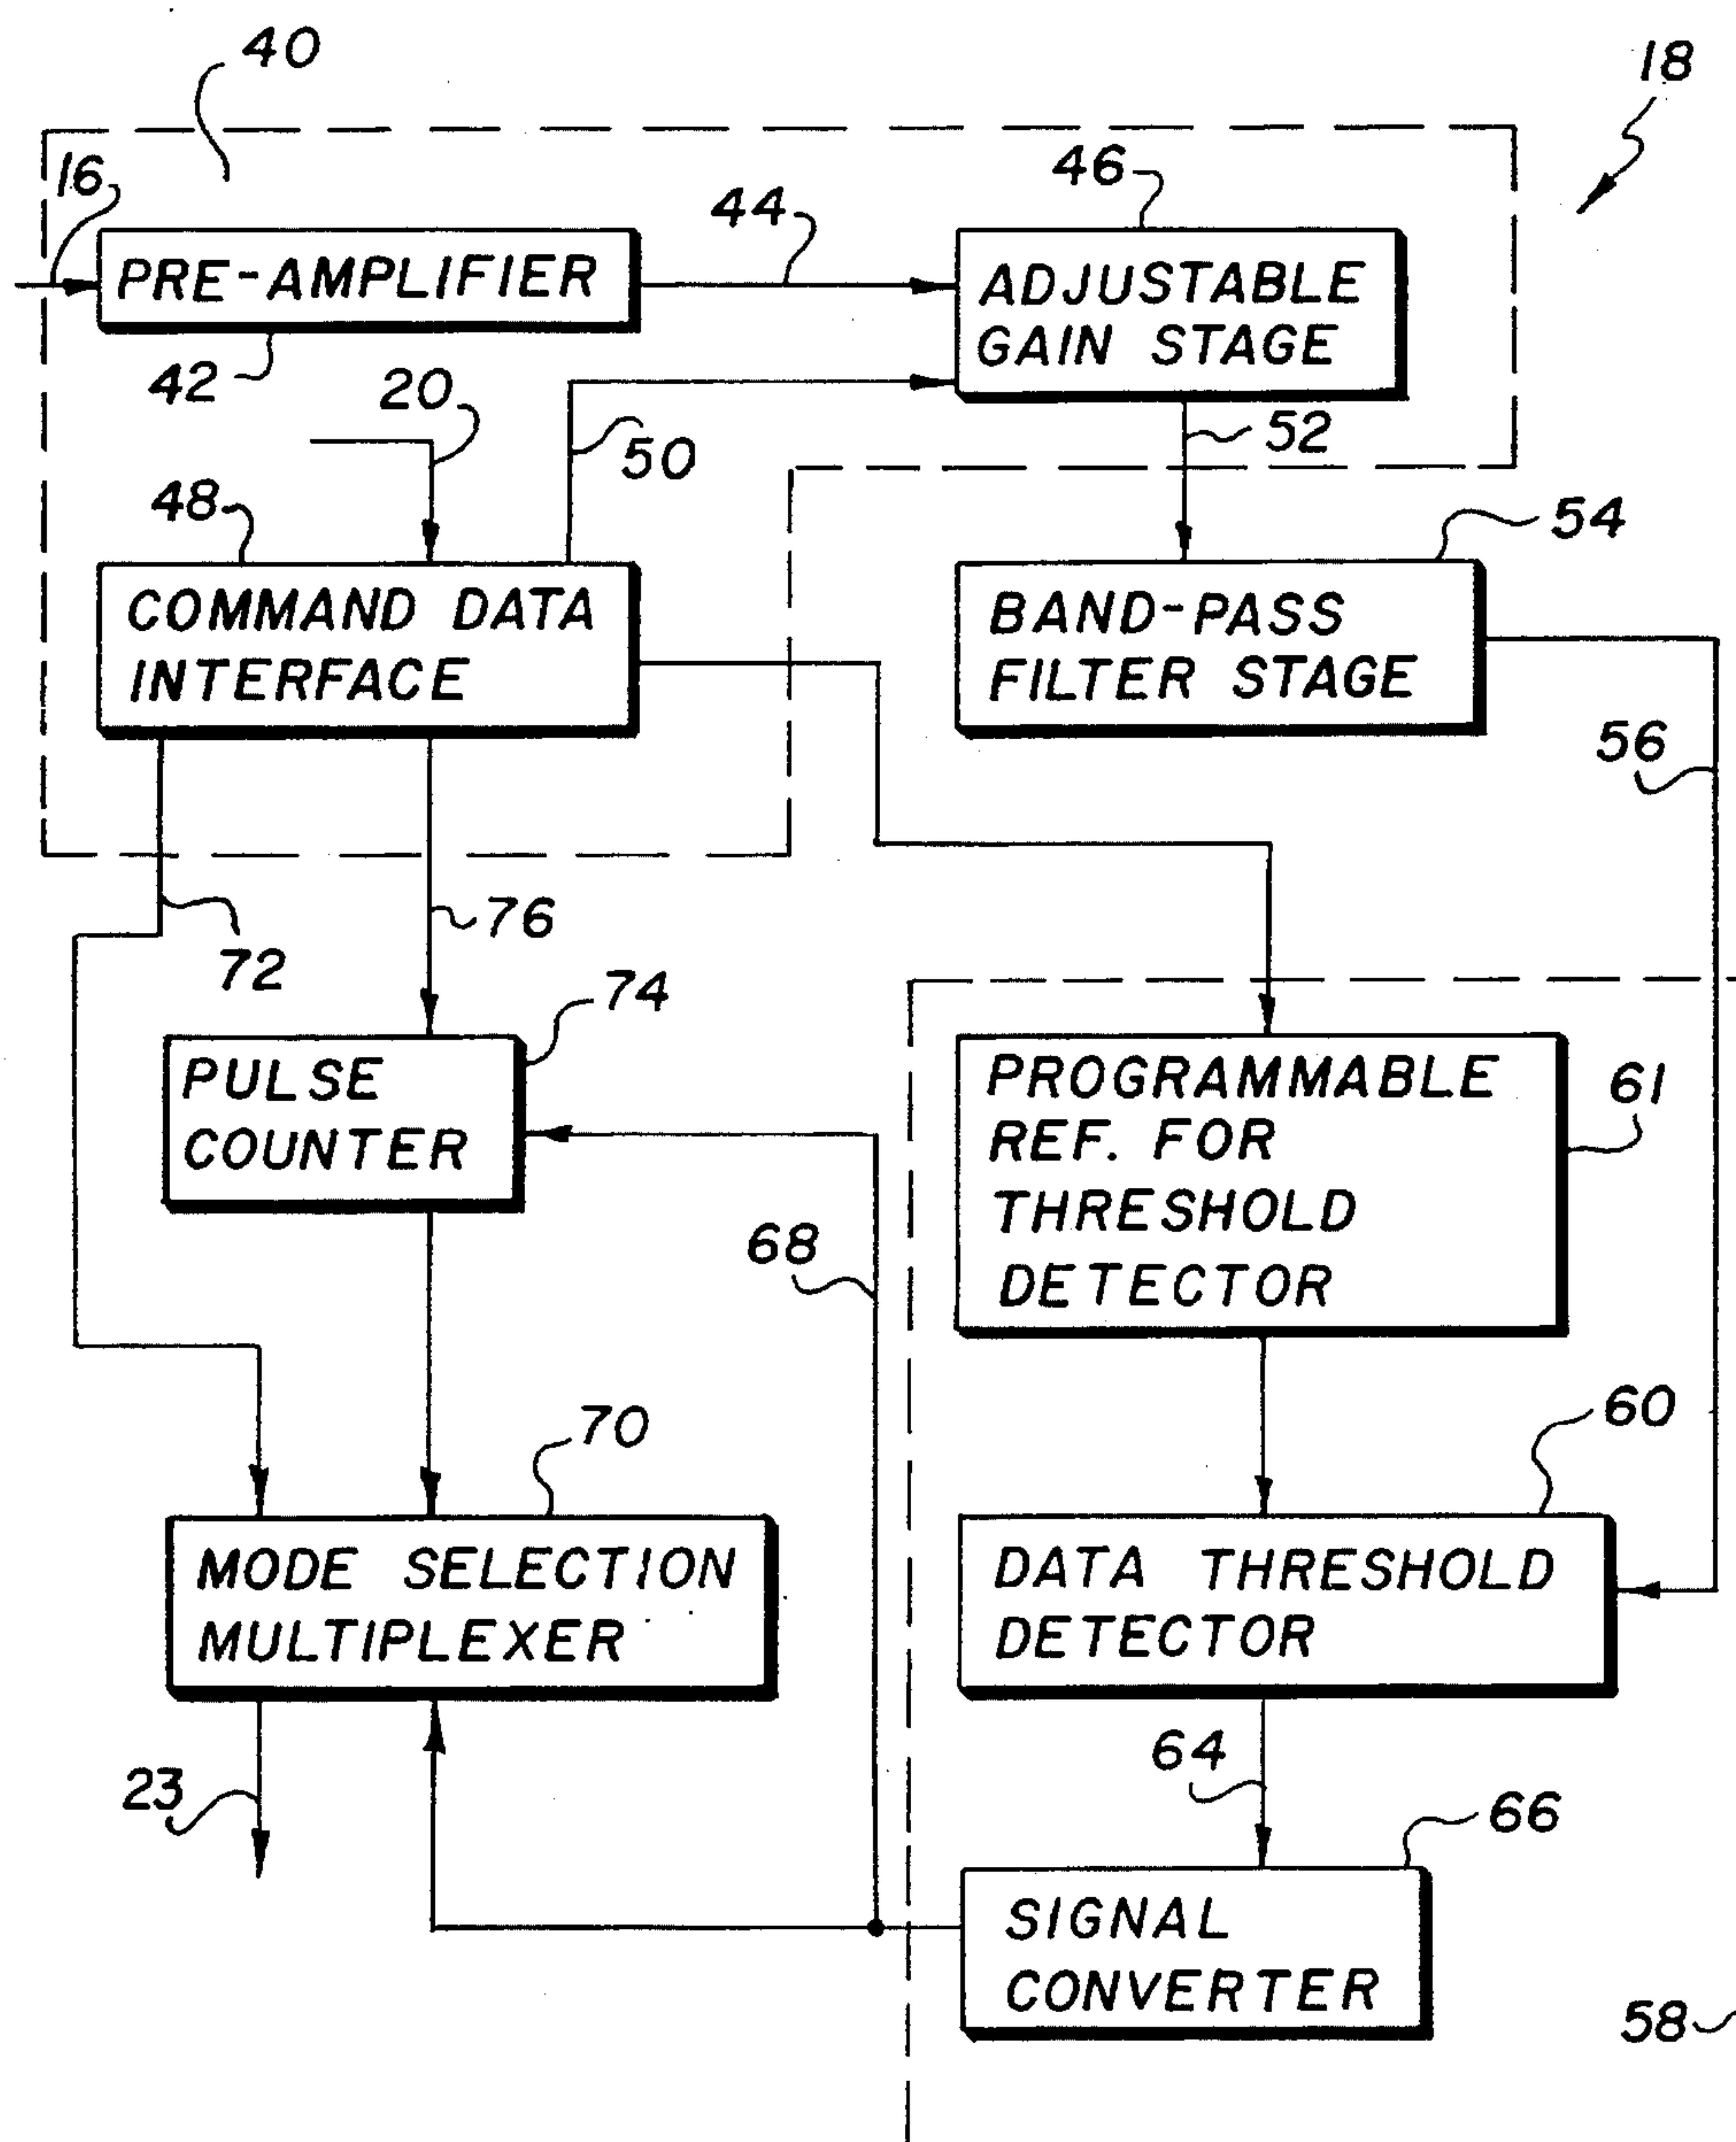 40
18
16
44
46
PRE-AMPLIFIER
ADJUSTABLE
GAIN STAGE
42
20
50
52
48
54
COMMAND DATA
INTERFACE
BAND-PASS
FILTER STAGE
56
72
76
74
PULSE
COUNTER
PROGRAMMABLE
REF. FOR
THRESHOLD
DETECTOR
61
68
70
60
MODE SELECTION
MULTIPLEXER
DATA THRESHOLD
DETECTOR
23
64
66
SIGNAL
CONVERTER
58